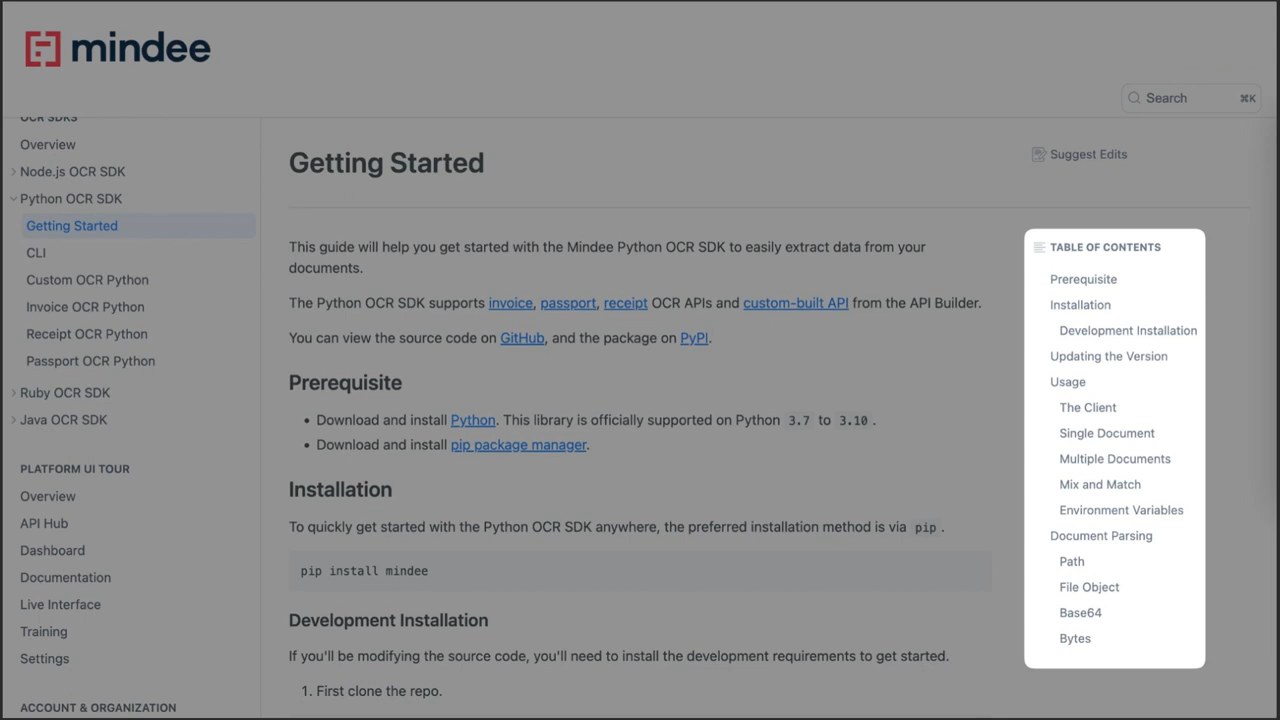 mindee
Search
⌘K
OCR SDKS
Overview
Node.js OCR SDK
Python OCR SDK
Getting Started
CLI
Custom OCR Python
Invoice OCR Python
Receipt OCR Python
Passport OCR Python
Ruby OCR SDK
Java OCR SDK
PLATFORM UI TOUR
Overview
API Hub
Dashboard
Documentation
Live Interface
Training
Settings
ACCOUNT & ORGANIZATION
Getting Started
Suggest Edits
This guide will help you get started with the Mindee Python OCR SDK to easily extract data from your
documents.
The Python OCR SDK supports invoice, passport, receipt OCR APIs and custom-built API from the API Builder.
You can view the source code on GitHub, and the package on PyPI.
Prerequisite
• Download and install Python. This library is officially supported on Python 3.7 to 3.10.
• Download and install pip package manager.
Installation
To quickly get started with the Python OCR SDK anywhere, the preferred installation method is via pip.
pip install mindee
Development Installation
If you'll be modifying the source code, you'll need to install the development requirements to get started.
1. First clone the repo.
TABLE OF CONTENTS
Prerequisite
Installation
Development Installation
Updating the Version
Usage
The Client
Single Document
Multiple Documents
Mix and Match
Environment Variables
Document Parsing
Path
File Object
Base64
Bytes